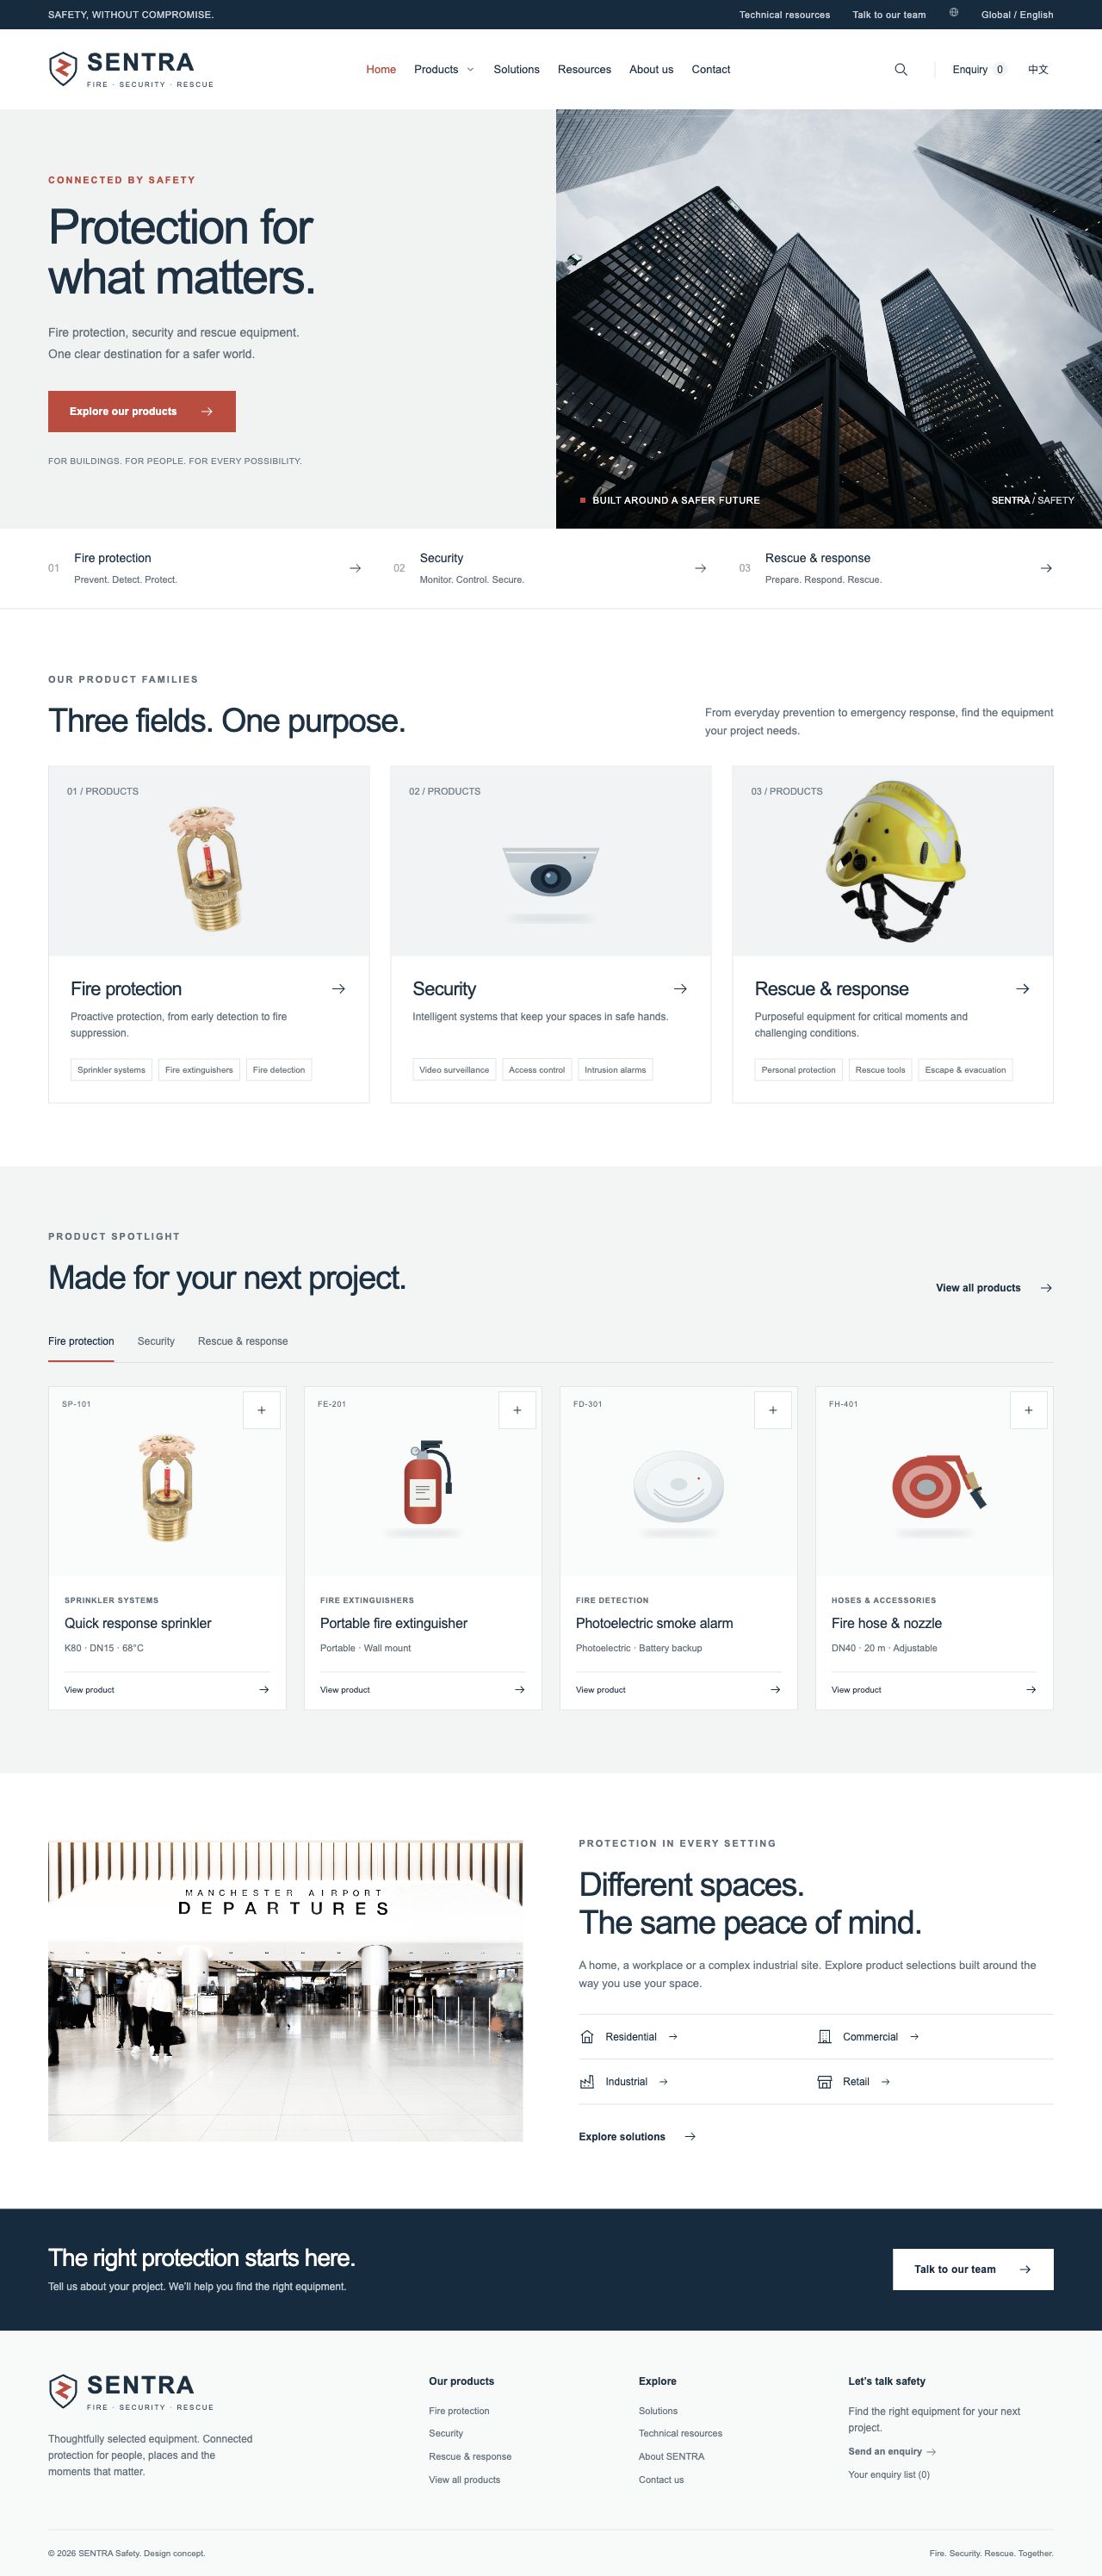 SAFETY, WITHOUT COMPROMISE.
Technical resources
Talk to our team
Global / English
SENTRA
FIRE · SECURITY · RESCUE
Home
Products
Solutions
Resources
About us
Contact
Enquiry 0
中文
CONNECTED BY SAFETY
Protection for
what matters.
Fire protection, security and rescue equipment.
One clear destination for a safer world.
Explore our products
FOR BUILDINGS. FOR PEOPLE. FOR EVERY POSSIBILITY.
BUILT AROUND A SAFER FUTURE
SENTRA / SAFETY
01
Fire protection
Prevent. Detect. Protect.
02
Security
Monitor. Control. Secure.
03
Rescue & response
Prepare. Respond. Rescue.
OUR PRODUCT FAMILIES
Three fields. One purpose.
From everyday prevention to emergency response, find the equipment
your project needs.
01 / PRODUCTS
Fire protection
Proactive protection, from early detection to fire
suppression.
Sprinkler systems
Fire extinguishers
Fire detection
02 / PRODUCTS
Security
Intelligent systems that keep your spaces in safe hands.
Video surveillance
Access control
Intrusion alarms
03 / PRODUCTS
Rescue & response
Purposeful equipment for critical moments and
challenging conditions.
Personal protection
Rescue tools
Escape & evacuation
PRODUCT SPOTLIGHT
Made for your next project.
View all products
Fire protection
Security
Rescue & response
SP-101
+
SPRINKLER SYSTEMS
Quick response sprinkler
K80 · DN15 · 68°C
View product
FE-201
+
FIRE EXTINGUISHERS
Portable fire extinguisher
Portable · Wall mount
View product
FD-301
+
FIRE DETECTION
Photoelectric smoke alarm
Photoelectric · Battery backup
View product
FH-401
+
HOSES & ACCESSORIES
Fire hose & nozzle
DN40 · 20 m · Adjustable
View product
MANCHESTER AIRPORT
DEPARTURES
PROTECTION IN EVERY SETTING
Different spaces.
The same peace of mind.
A home, a workplace or a complex industrial site. Explore product selections built around the
way you use your space.
Residential
Commercial
Industrial
Retail
Explore solutions
The right protection starts here.
Tell us about your project. We'll help you find the right equipment.
Talk to our team
SENTRA
FIRE · SECURITY · RESCUE
Thoughtfully selected equipment. Connected
protection for people, places and the
moments that matter.
Our products
Fire protection
Security
Rescue & response
View all products
Explore
Solutions
Technical resources
About SENTRA
Contact us
Let's talk safety
Find the right equipment for your next
project.
Send an enquiry
Your enquiry list (0)
© 2026 SENTRA Safety. Design concept.
Fire. Security. Rescue. Together.